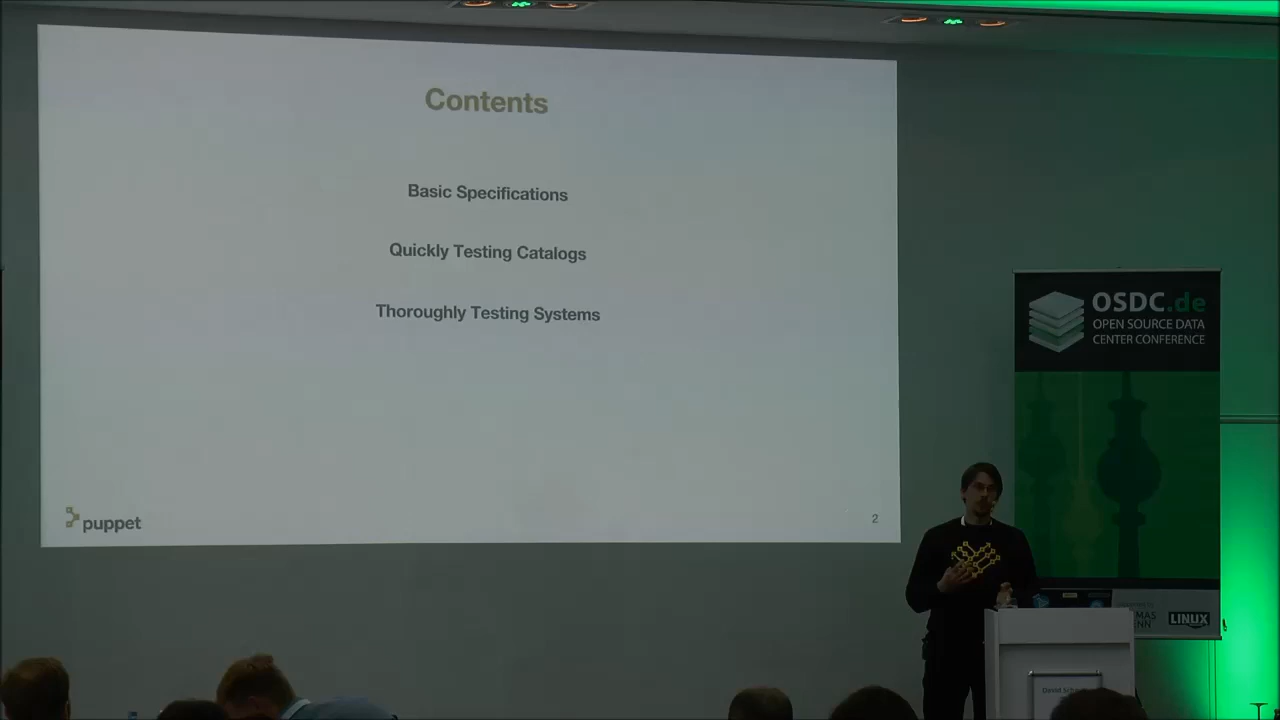 Contents
Basic Specifications
Quickly Testing Catalogs
Thoroughly Testing Systems
puppet
2
OSDC.de
OPEN SOURCE DATA
CENTER CONFERENCE
LINUX
David